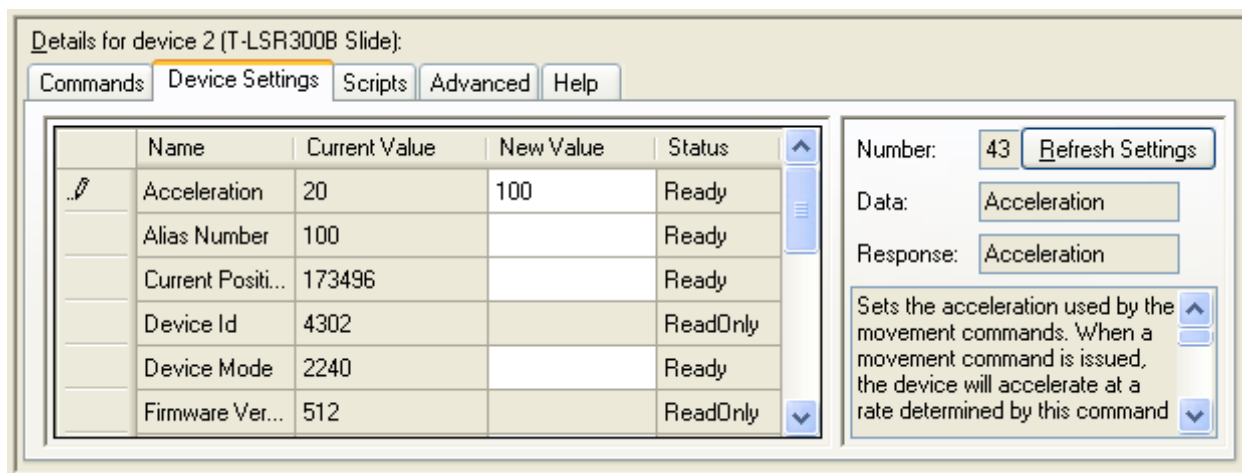 Details for device 2 (T-LSR300B Slide):
Commands Device Settings Scripts Advanced Help
Name Current Value New Value Status
Acceleration 20 100 Ready
Alias Number 100 Ready
Current Positi... 173496 Ready
Device Id 4302 ReadOnly
Device Mode 2240 Ready
Firmware Ver... 512 ReadOnly
Number: 43 Refresh Settings
Data: Acceleration
Response: Acceleration
Sets the acceleration used by the
movement commands. When a
movement command is issued,
the device will accelerate at a
rate determined by this command